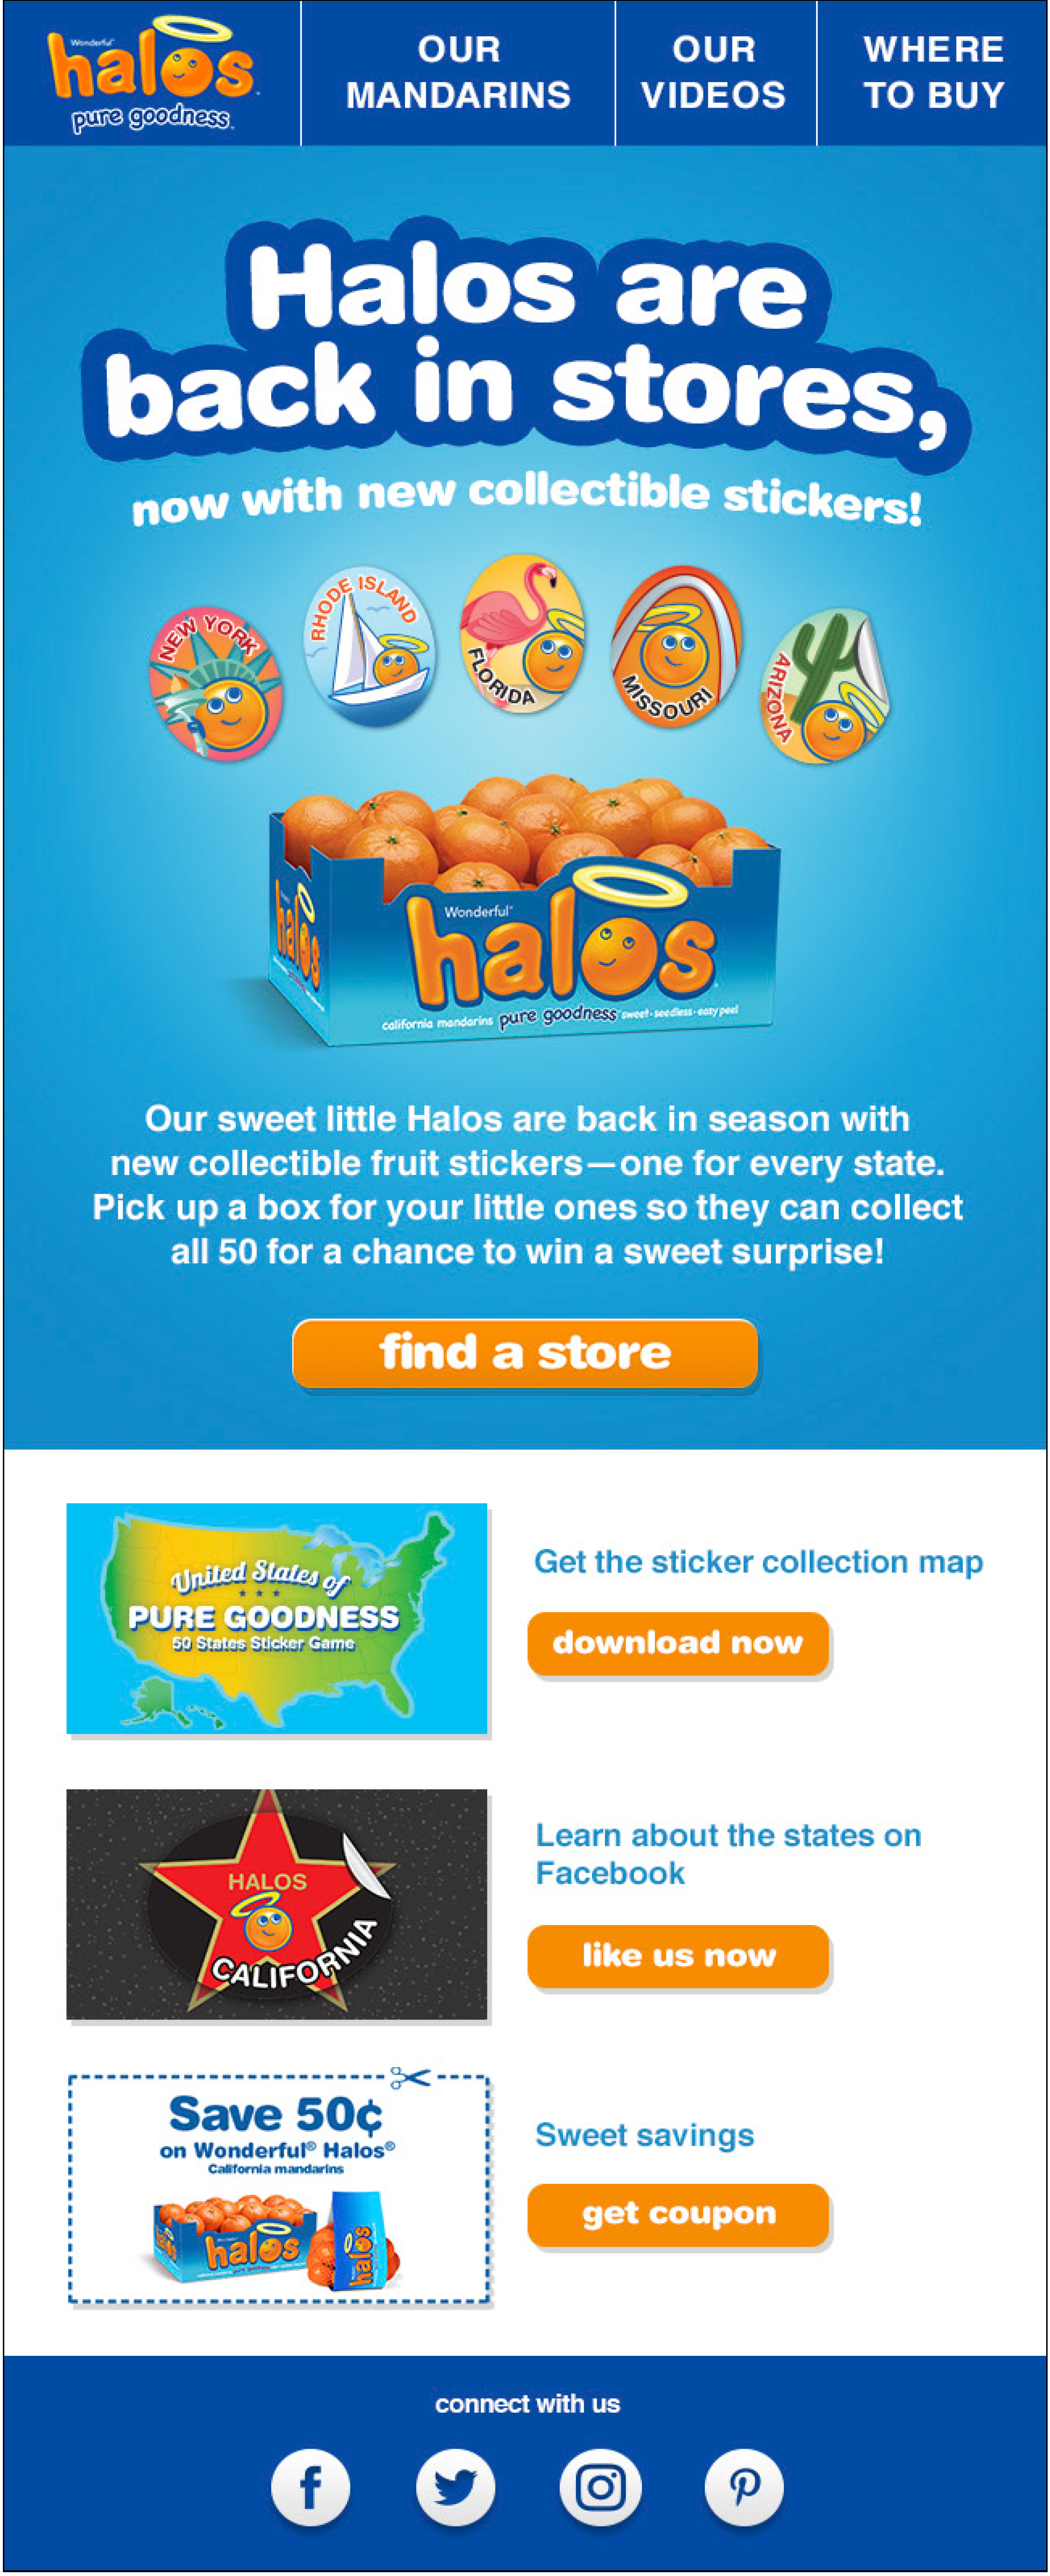 Wonderful™
halos
pure goodness
OUR
MANDARINS
OUR
VIDEOS
WHERE
TO BUY
Halos are
back in stores,
now with new collectible stickers!
NEW YORK
RHODE ISLAND
FLORIDA
MISSOURI
ARIZONA
Wonderful™
halos
halos
california mandarins pure goodness sweet-seedless-easy peel
Our sweet little Halos are back in season with
new collectible fruit stickers—one for every state.
Pick up a box for your little ones so they can collect
all 50 for a chance to win a sweet surprise!
find a store
United States of
PURE GOODNESS
50 States Sticker Game
Get the sticker collection map
download now
HALOS
CALIFORNIA
Learn about the states on
Facebook
like us now
Save 50¢
on Wonderful® Halos®
California mandarins
halos
halos
halos
Sweet savings
get coupon
connect with us